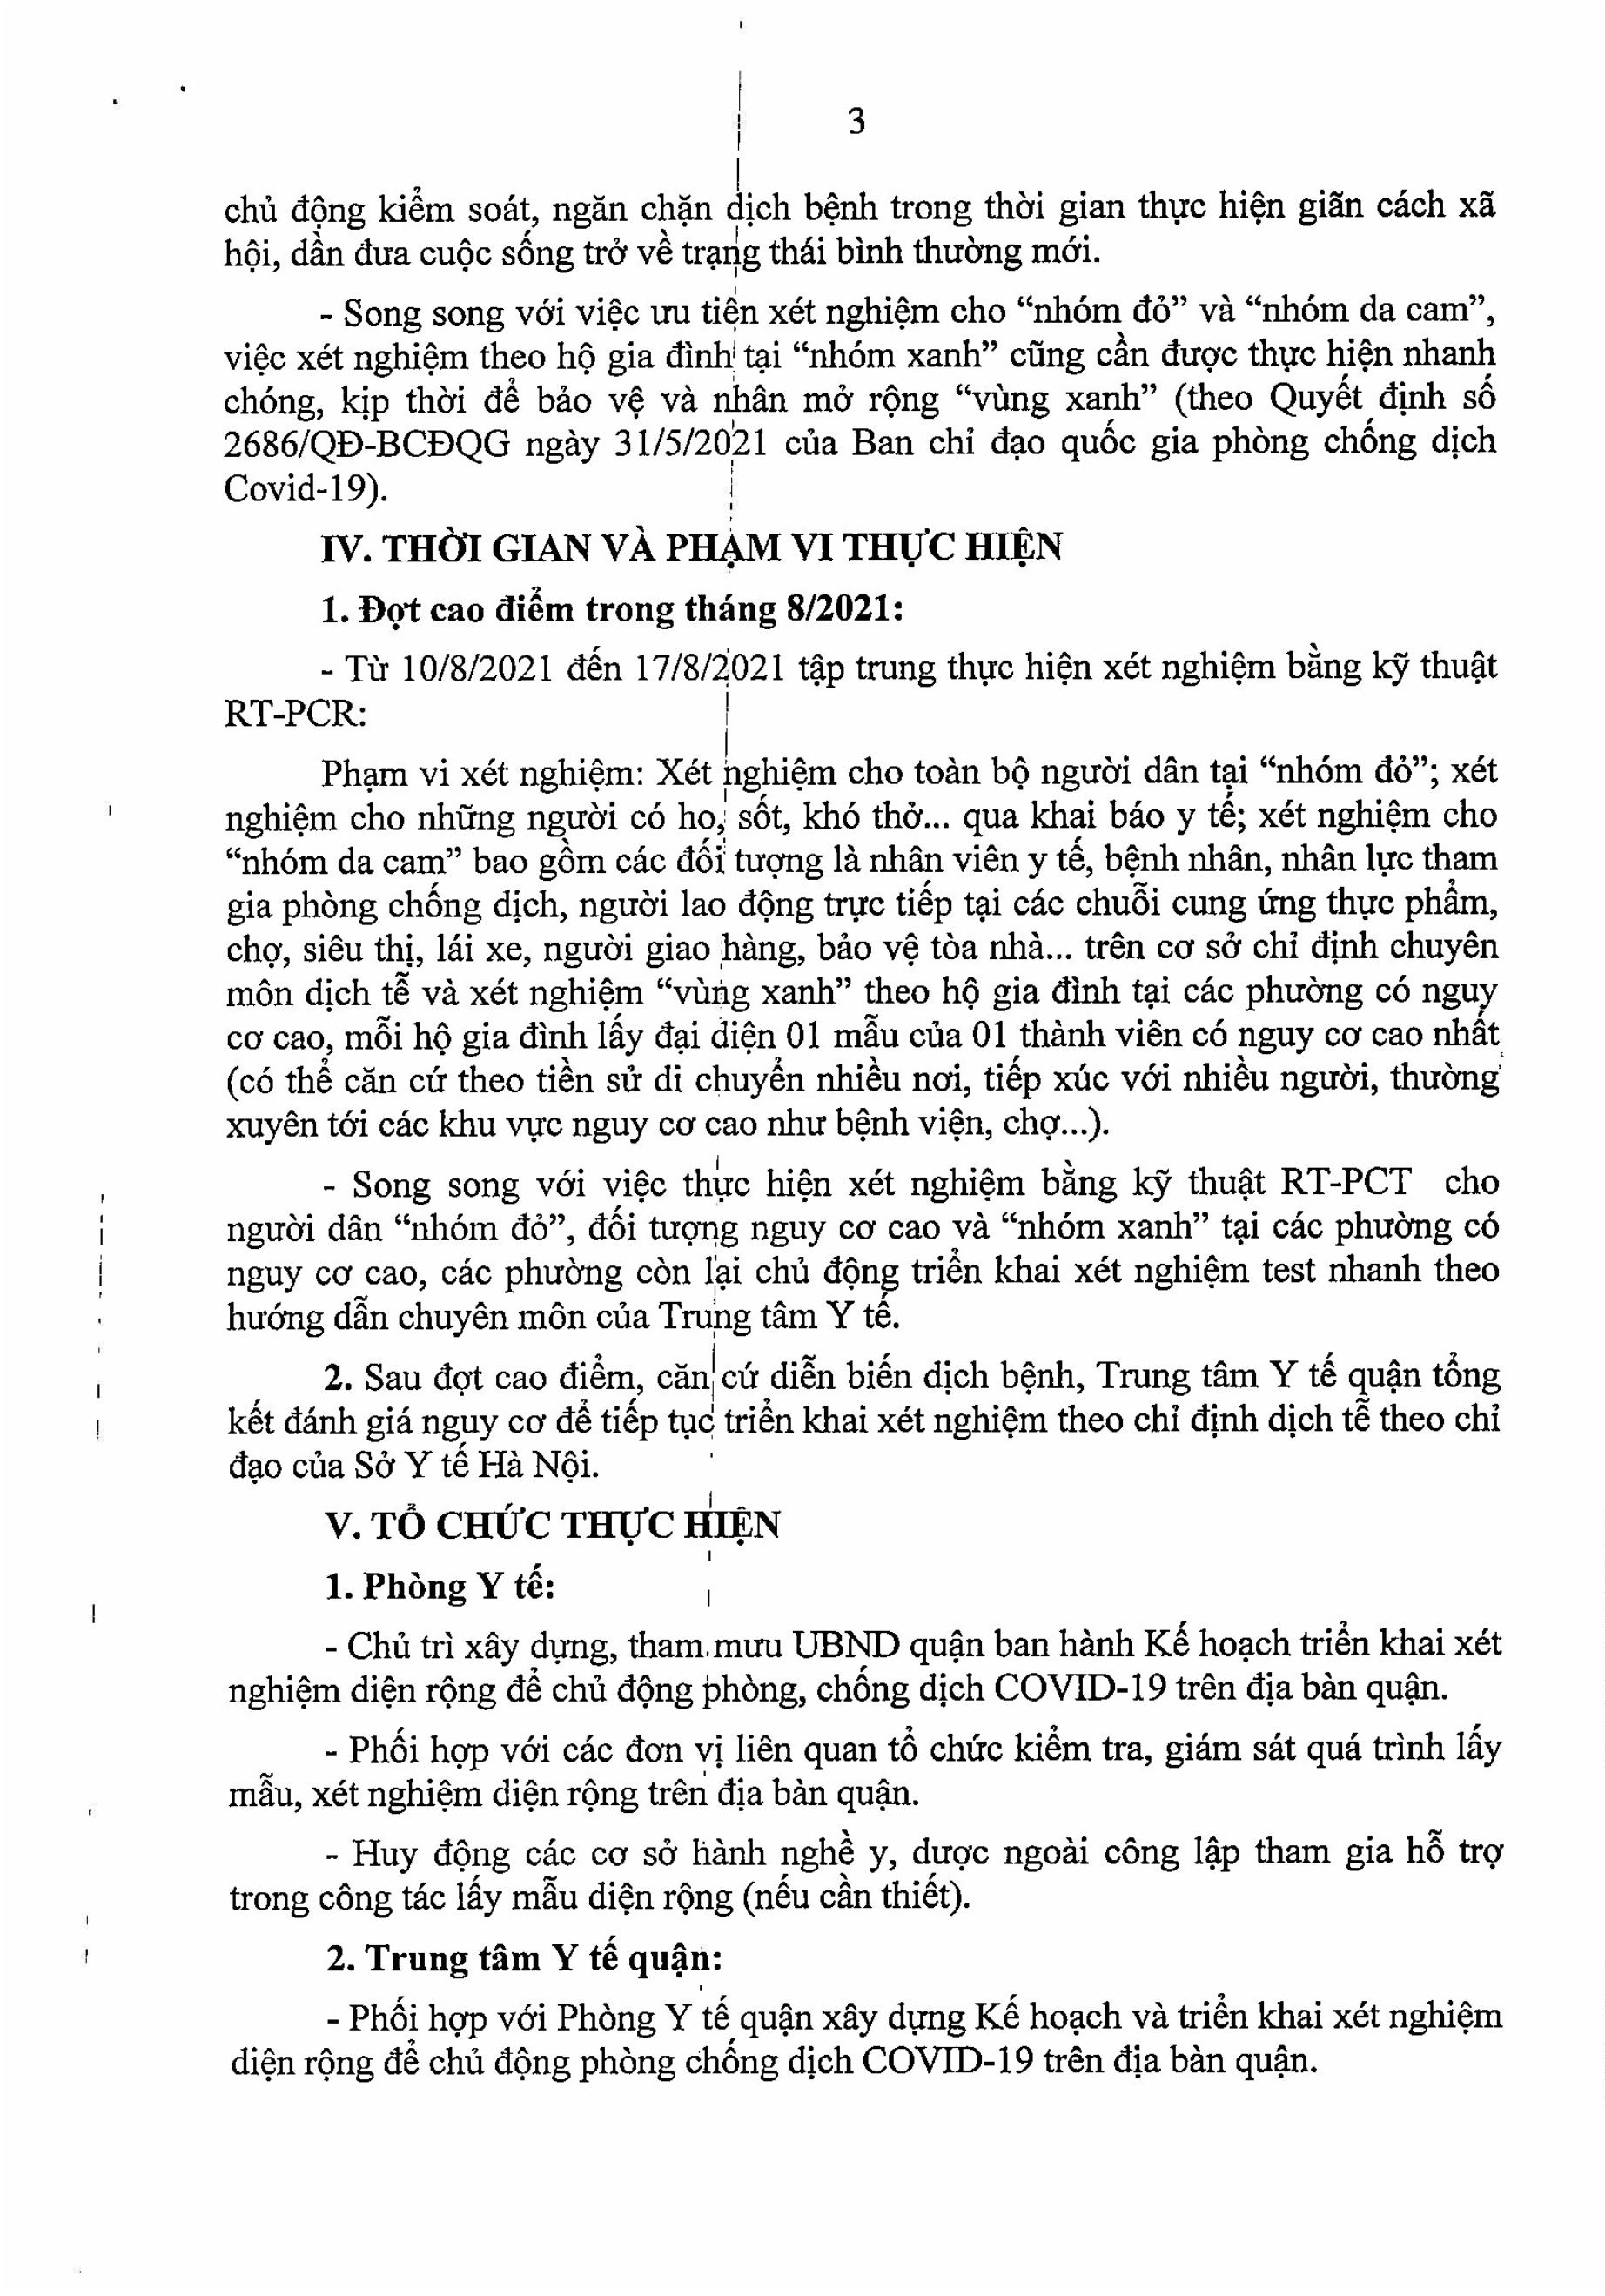 3
chủ động kiểm soát, ngăn chặn dịch bệnh trong thời gian thực hiện giãn cách xã
hội, dần đưa cuộc sống trở về trạng thái bình thường mới.
- Song song với việc ưu tiên xét nghiệm cho “nhóm đỏ” và “nhóm da cam”,
việc xét nghiệm theo hộ gia đình tại “nhóm xanh” cũng cần được thực hiện nhanh
chóng, kịp thời để bảo vệ và nhân mở rộng “vùng xanh” (theo Quyết định số
2686/QĐ-BCĐQG ngày 31/5/2021 của Ban chỉ đạo quốc gia phòng chống dịch
Covid-19).
IV. THỜI GIAN VÀ PHẠM VI THỰC HIỆN
1. Đợt cao điểm trong tháng 8/2021:
- Từ 10/8/2021 đến 17/8/2021 tập trung thực hiện xét nghiệm bằng kỹ thuật
RT-PCR:
Phạm vi xét nghiệm: Xét nghiệm cho toàn bộ người dân tại “nhóm đỏ”; xét
nghiệm cho những người có ho, sốt, khó thở... qua khai báo y tế; xét nghiệm cho
“nhóm da cam” bao gồm các đối tượng là nhân viên y tế, bệnh nhân, nhân lực tham
gia phòng chống dịch, người lao động trực tiếp tại các chuỗi cung ứng thực phẩm,
chợ, siêu thị, lái xe, người giao hàng, bảo vệ tòa nhà... trên cơ sở chỉ định chuyên
môn dịch tễ và xét nghiệm “vùng xanh” theo hộ gia đình tại các phường có nguy
cơ cao, mỗi hộ gia đình lấy đại diện 01 mẫu của 01 thành viên có nguy cơ cao nhất
(có thể căn cứ theo tiền sử di chuyển nhiều nơi, tiếp xúc với nhiều người, thường
xuyên tới các khu vực nguy cơ cao như bệnh viện, chợ...).
- Song song với việc thực hiện xét nghiệm bằng kỹ thuật RT-PCT cho
người dân “nhóm đỏ”, đối tượng nguy cơ cao và “nhóm xanh” tại các phường có
nguy cơ cao, các phường còn lại chủ động triển khai xét nghiệm test nhanh theo
hướng dẫn chuyên môn của Trung tâm Y tế.
2. Sau đợt cao điểm, căn cứ diễn biến dịch bệnh, Trung tâm Y tế quận tổng
kết đánh giá nguy cơ để tiếp tục triển khai xét nghiệm theo chỉ định dịch tễ theo chỉ
đạo của Sở Y tế Hà Nội.
V. TỔ CHỨC THỰC HIỆN
1. Phòng Y tế:
- Chủ trì xây dựng, tham mưu UBND quận ban hành Kế hoạch triển khai xét
nghiệm diện rộng để chủ động phòng, chống dịch COVID-19 trên địa bàn quận.
- Phối hợp với các đơn vị liên quan tổ chức kiểm tra, giám sát quá trình lấy
mẫu, xét nghiệm diện rộng trên địa bàn quận.
- Huy động các cơ sở hành nghề y, dược ngoài công lập tham gia hỗ trợ
trong công tác lấy mẫu diện rộng (nếu cần thiết).
2. Trung tâm Y tế quận:
- Phối hợp với Phòng Y tế quận xây dựng Kế hoạch và triển khai xét nghiệm
diện rộng để chủ động phòng chống dịch COVID-19 trên địa bàn quận.